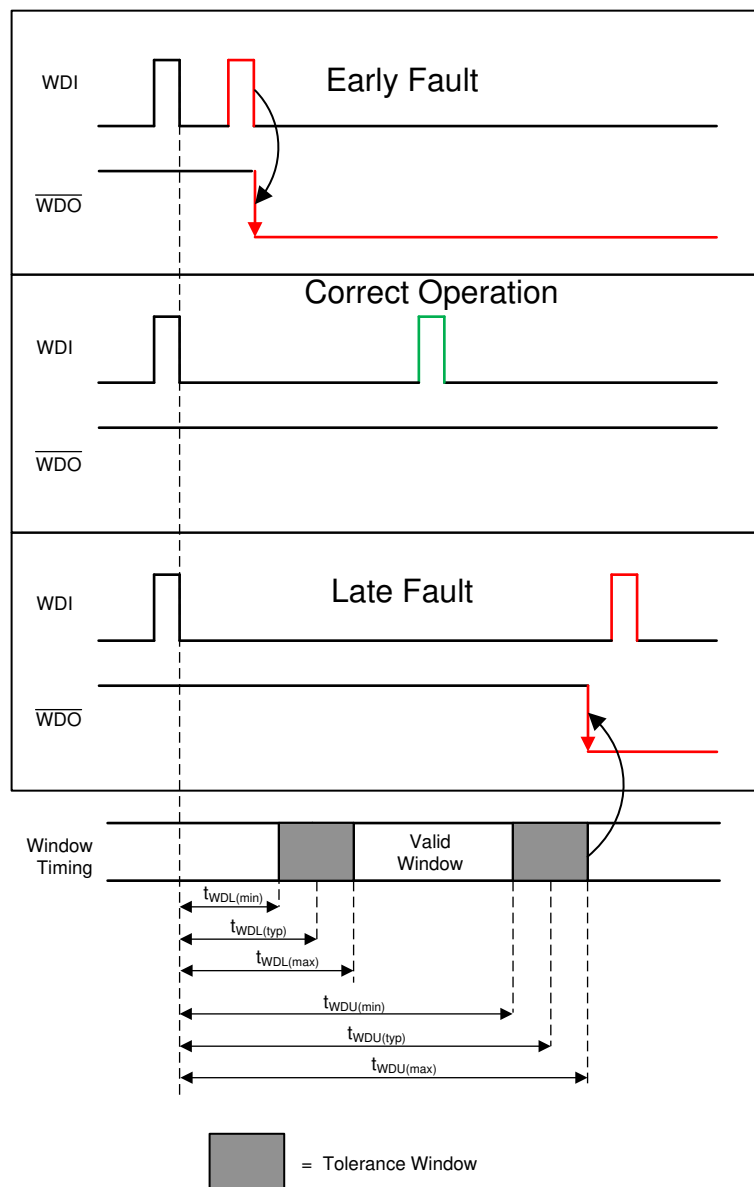 Early Fault
WDI
WDO
Correct Operation
WDI
WDO
Late Fault
WDI
WDO
Window
Timing
Valid
Window
tWDL(min)
tWDL(typ)
tWDL(max)
tWDU(min)
tWDU(typ)
tWDU(max)
= Tolerance Window